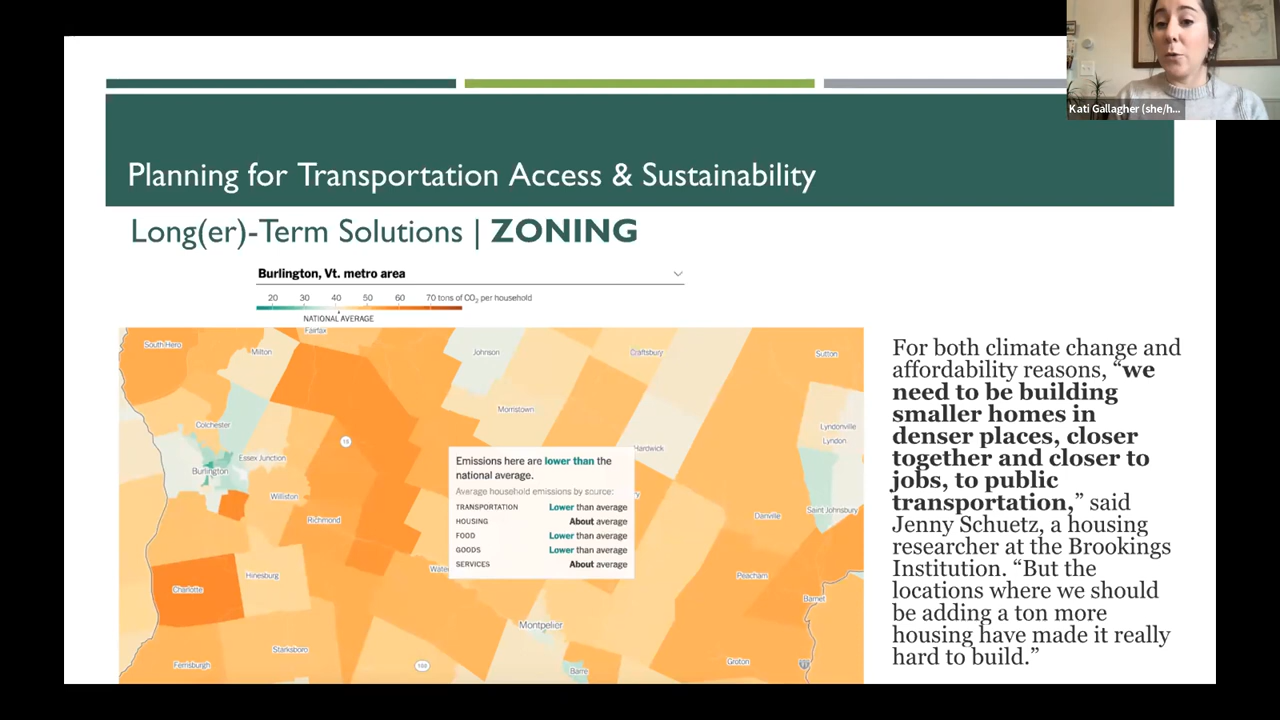 Kati Gallagher (she/h...
Planning for Transportation Access & Sustainability
Long(er)-Term Solutions | ZONING
Burlington, Vt. metro area
20 30 40 50 60 70 tons of CO2 per household
NATIONAL AVERAGE
Fairfax
South Hero
Milton
Johnson
Craftsbury
Sutton
Morristown
Colchester
Lyndonville
Lyndon
15
Hardwick
Essex Junction
Burlington
Williston
Richmond
Emissions here are lower than the
national average.
Average household emissions by source:
TRANSPORTATION Lower than average
HOUSING About average
FOOD Lower than average
GOODS Lower than average
SERVICES About average
Danville
Saint Johnsbury
Hinesburg
Charlotte
Peacham
Barnet
Montpelier
Starksboro
Ferrisburgh
Groton
Barre
For both climate change and
affordability reasons, “we
need to be building
smaller homes in
denser places, closer
together and closer to
jobs, to public
transportation,” said
Jenny Schuetz, a housing
researcher at the Brookings
Institution. “But the
locations where we should
be adding a ton more
housing have made it really
hard to build.”